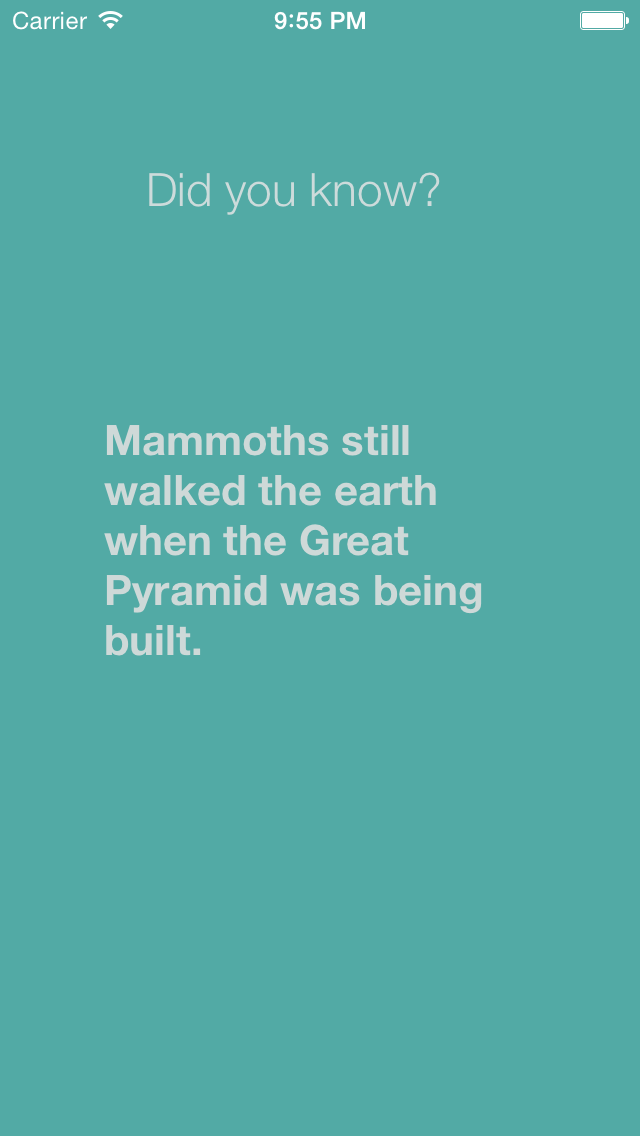 Carrier 9:55 PM
Did you know?
Mammoths still
walked the earth
when the Great
Pyramid was being
built.